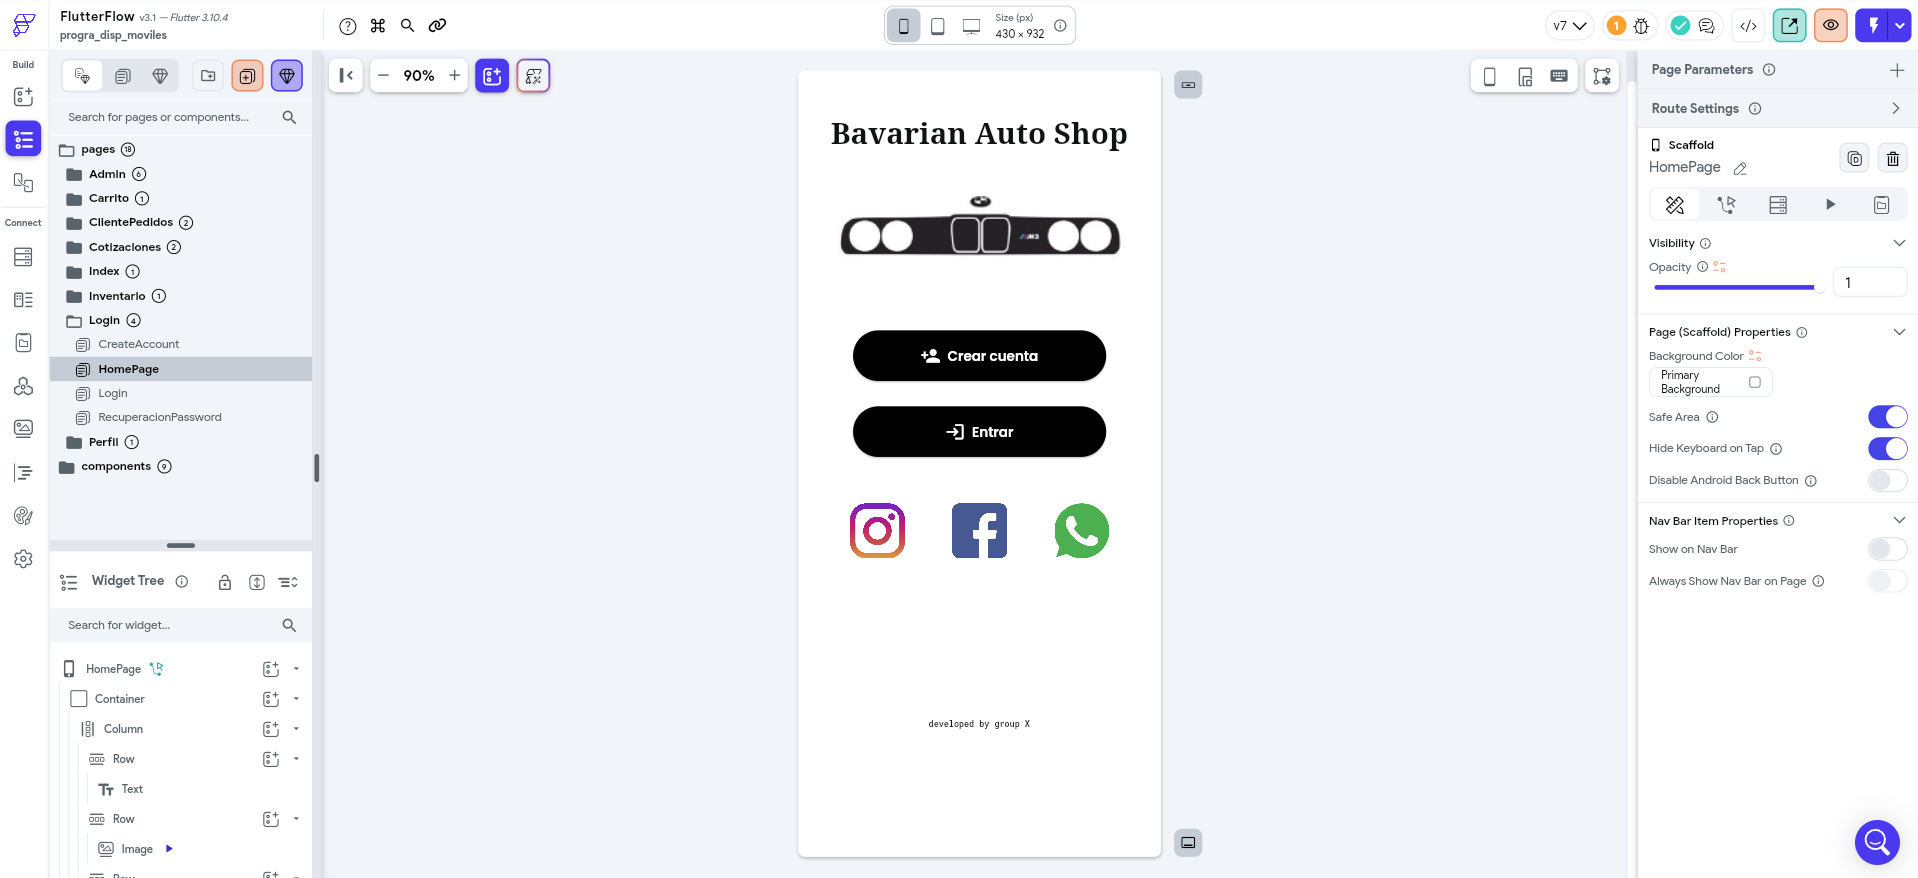 FlutterFlow v3.1 — Flutter 3.10.4
progra_disp_moviles
Size (px)
430 × 932
v7
1
Build
Connect
Search for pages or components...
pages 18
Admin 6
Carrito 1
ClientePedidos 2
Cotizaciones 2
Index 1
Inventario 1
Login 4
CreateAccount
HomePage
Login
RecuperacionPassword
Perfil 1
components 9
Widget Tree
Search for widget...
HomePage
Container
Column
Row
Text
Row
Image
Row
90%
Bavarian Auto Shop
M3
Crear cuenta
Entrar
developed by group X
Page Parameters
Route Settings
Scaffold
HomePage
Visibility
Opacity
1
Page (Scaffold) Properties
Background Color
Primary
Background
Safe Area
Hide Keyboard on Tap
Disable Android Back Button
Nav Bar Item Properties
Show on Nav Bar
Always Show Nav Bar on Page